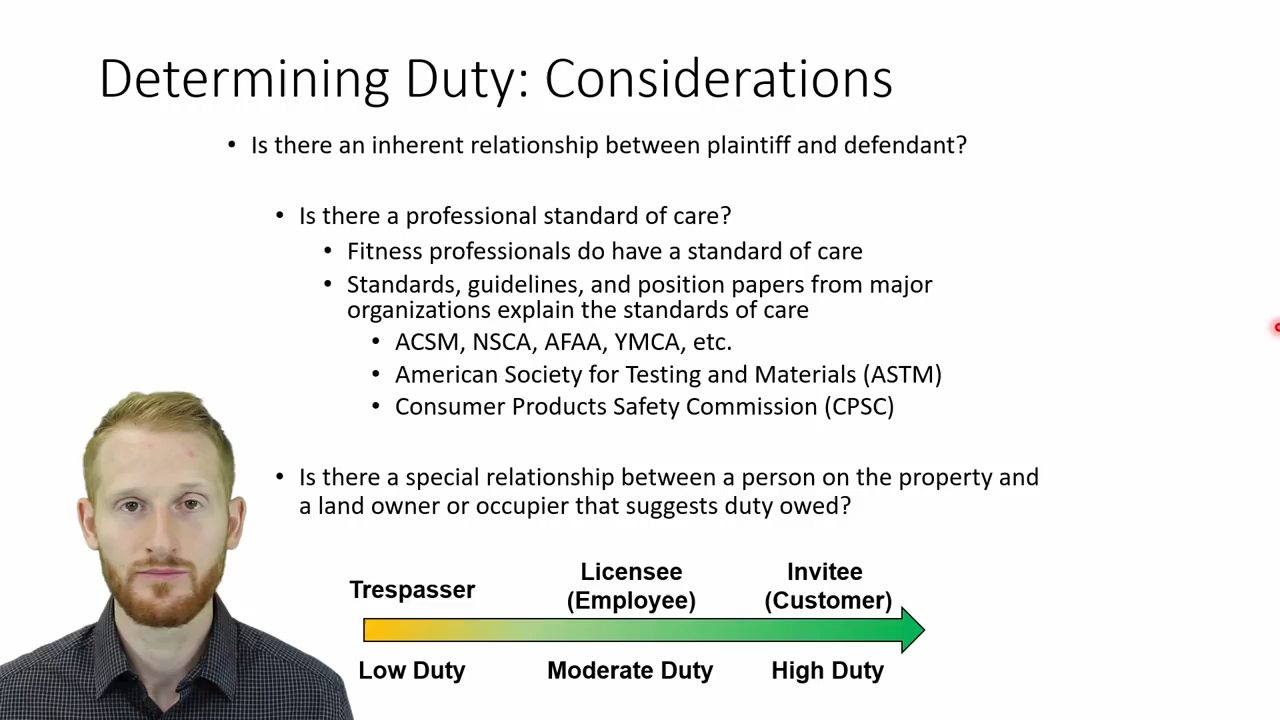 Determining Duty: Considerations
• Is there an inherent relationship between plaintiff and defendant?
• Is there a professional standard of care?
• Fitness professionals do have a standard of care
• Standards, guidelines, and position papers from major
organizations explain the standards of care
• ACSM, NSCA, AFAA, YMCA, etc.
• American Society for Testing and Materials (ASTM)
• Consumer Products Safety Commission (CPSC)
• Is there a special relationship between a person on the property and
a land owner or occupier that suggests duty owed?
Trespasser
Licensee
(Employee)
Invitee
(Customer)
Low Duty
Moderate Duty
High Duty